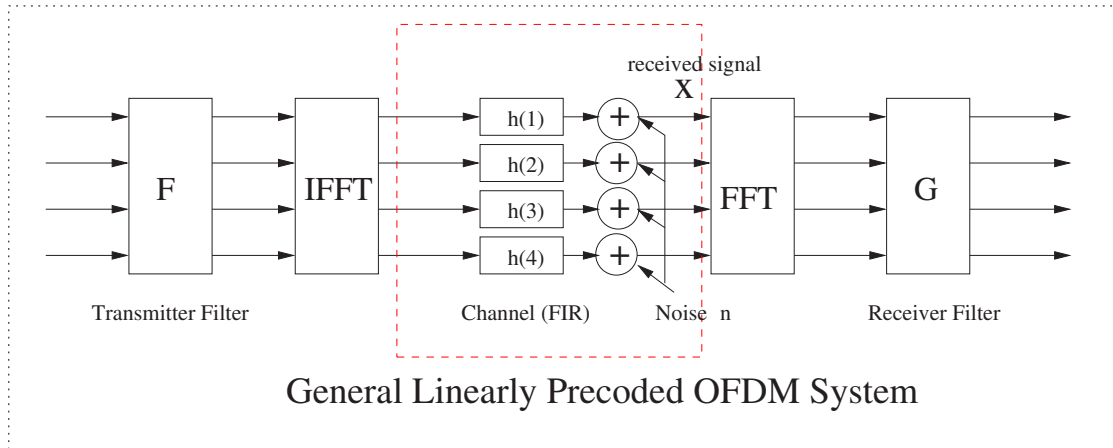 received signal
x
h(1)
+
h(2)
+
F
IFFT
FFT
G
h(3)
+
h(4)
+
Transmitter Filter
Channel (FIR)
Noise n
Receiver Filter
General Linearly Precoded OFDM System